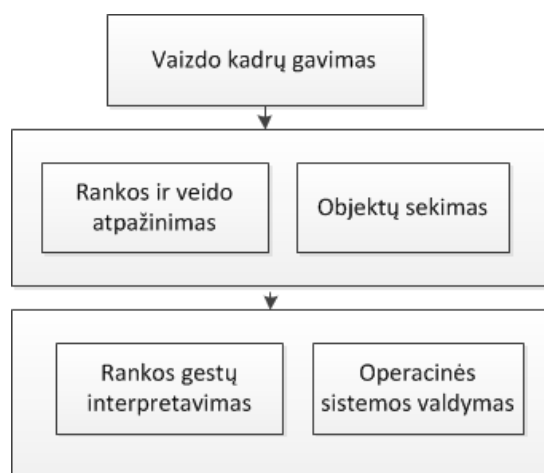 Vaizdo kadrų gavimas
Rankos ir veido
atpažinimas
Objektų sekimas
Rankos gestų
interpretavimas
Operacinės
sistemos valdymas